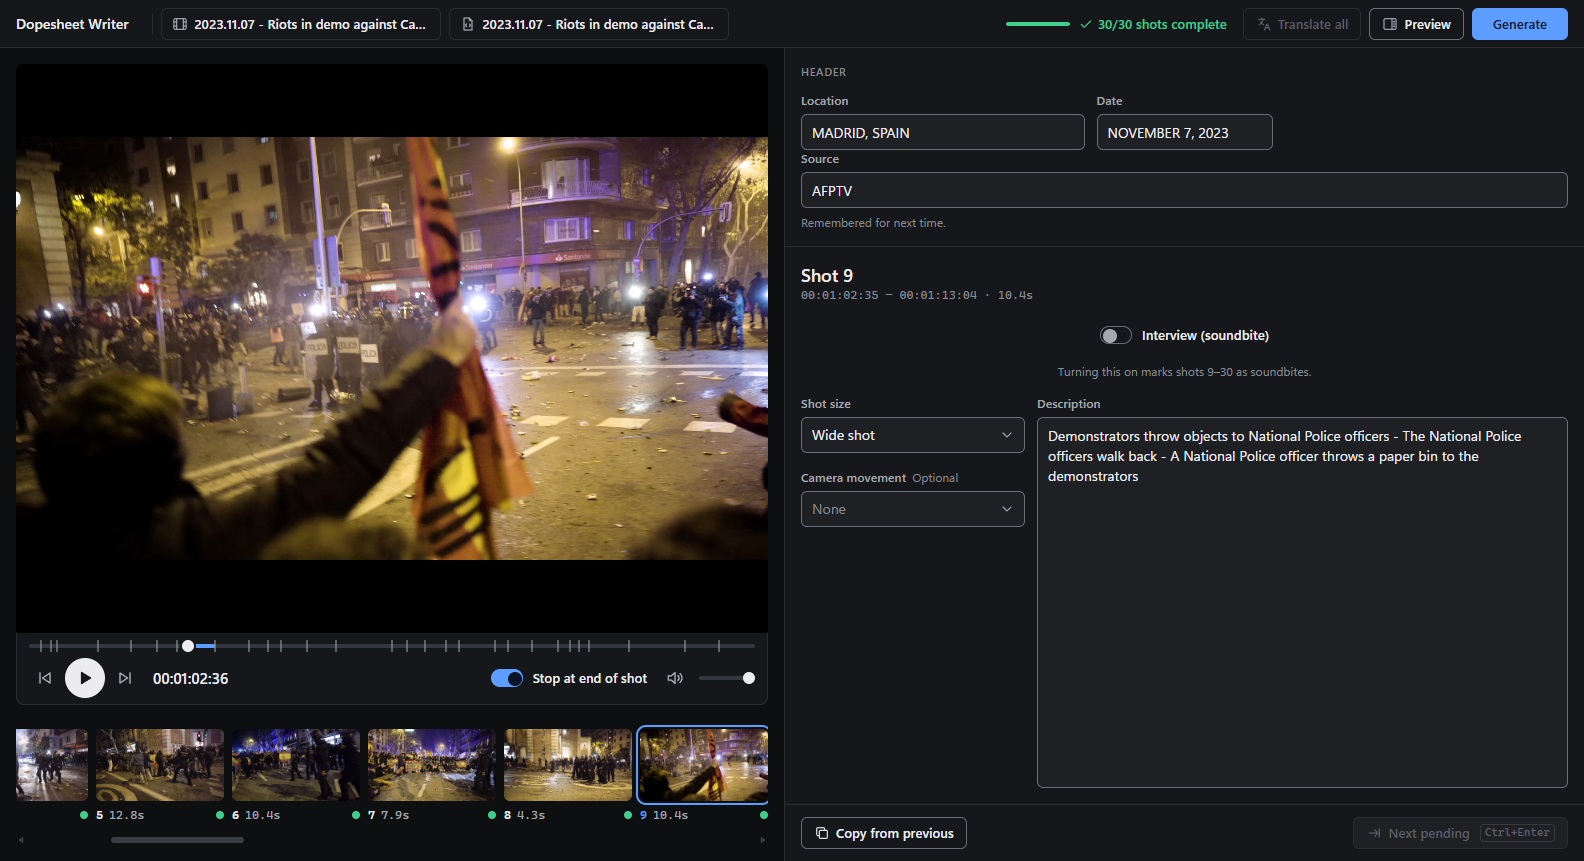 Dopesheet Writer
2023.11.07 - Riots in demo against Ca...
2023.11.07 - Riots in demo against Ca...
30/30 shots complete
Translate all
Preview
Generate
POLICIA
POLICIA
Santander
HEADER
Location
Date
MADRID, SPAIN
NOVEMBER 7, 2023
Source
AFPTV
Remembered for next time.
Shot 9
00:01:02:35 — 00:01:13:04 · 10.4s
Interview (soundbite)
Turning this on marks shots 9–30 as soundbites.
Shot size
Description
Wide shot
Demonstrators throw objects to National Police officers - The National Police
officers walk back - A National Police officer throws a paper bin to the
demonstrators
Camera movement Optional
None
00:01:02:36
Stop at end of shot
5 12.8s
6 10.4s
7 7.9s
8 4.3s
9 10.4s
Copy from previous
Next pending Ctrl+Enter